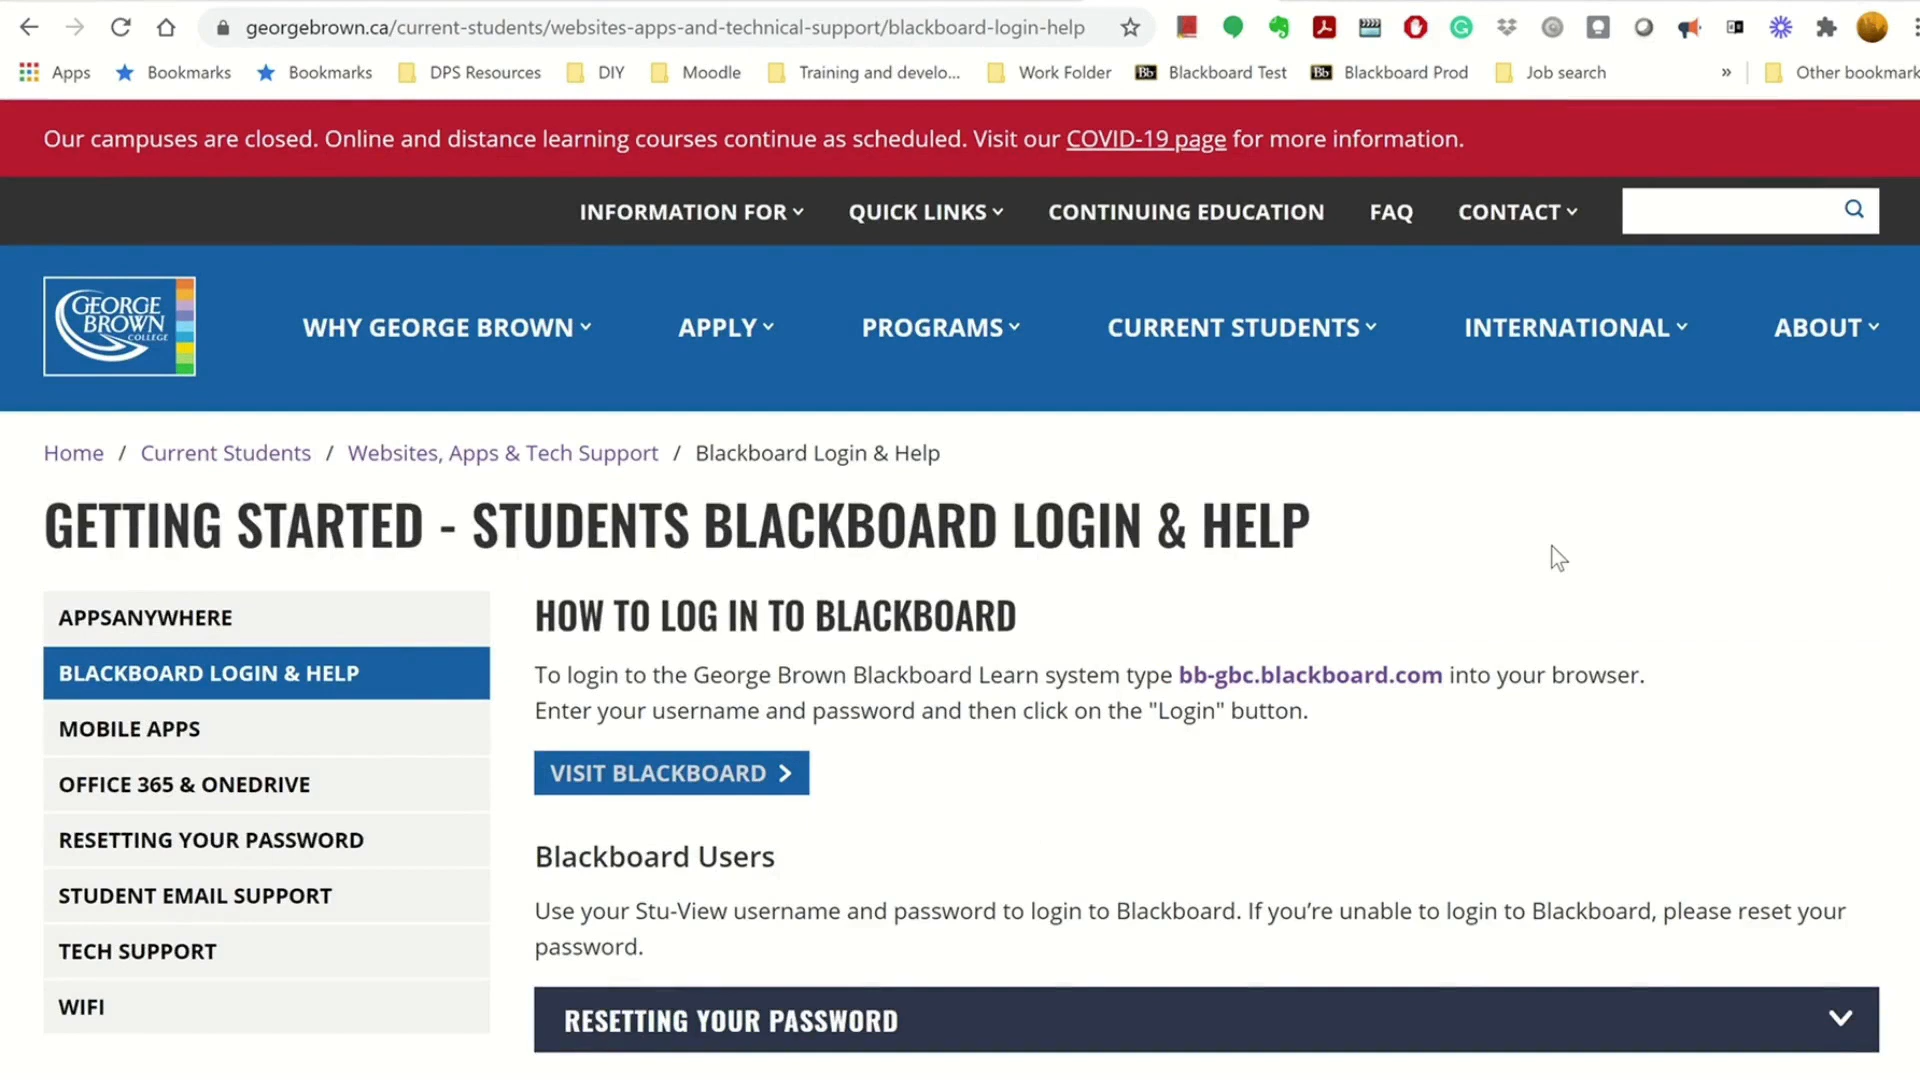 georgebrown.ca/current-students/websites-apps-and-technical-support/blackboard-login-help
Apps Bookmarks Bookmarks DPS Resources DIY Moodle Training and develo... Work Folder Bb Blackboard Test Bb Blackboard Prod Job search » Other bookmark
Our campuses are closed. Online and distance learning courses continue as scheduled. Visit our COVID-19 page for more information.
INFORMATION FOR QUICK LINKS CONTINUING EDUCATION FAQ CONTACT
GEORGE
BROWN
COLLEGE
WHY GEORGE BROWN APPLY PROGRAMS CURRENT STUDENTS INTERNATIONAL ABOUT
Home / Current Students / Websites, Apps & Tech Support / Blackboard Login & Help
GETTING STARTED - STUDENTS BLACKBOARD LOGIN & HELP
APPSANYWHERE
BLACKBOARD LOGIN & HELP
MOBILE APPS
OFFICE 365 & ONEDRIVE
RESETTING YOUR PASSWORD
STUDENT EMAIL SUPPORT
TECH SUPPORT
WIFI
HOW TO LOG IN TO BLACKBOARD
To login to the George Brown Blackboard Learn system type bb-gbc.blackboard.com into your browser.
Enter your username and password and then click on the "Login" button.
VISIT BLACKBOARD
Blackboard Users
Use your Stu-View username and password to login to Blackboard. If you’re unable to login to Blackboard, please reset your
password.
RESETTING YOUR PASSWORD